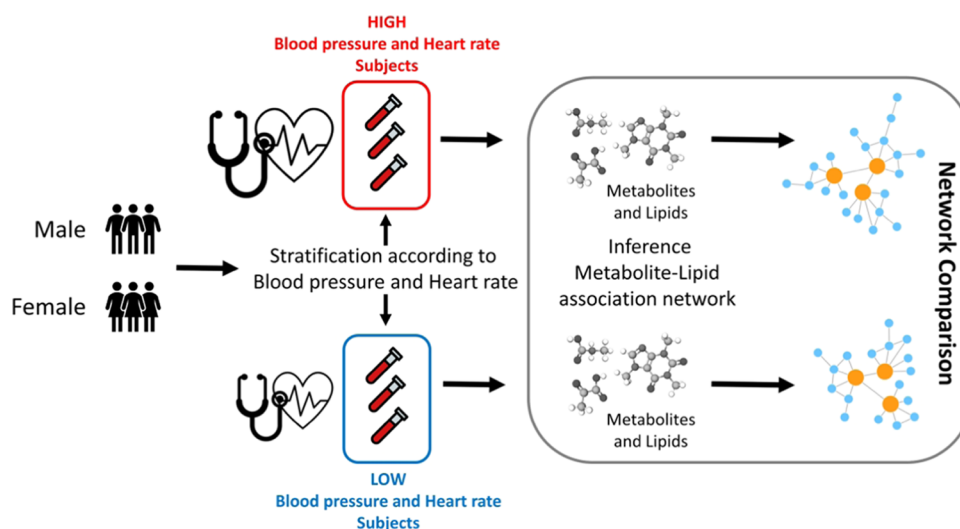 HIGH
Blood pressure and Heart rate
Subjects
Male
Female
Stratification according to
Blood pressure and Heart rate
LOW
Blood pressure and Heart rate
Subjects
Metabolites
and Lipids
Inference
Metabolite-Lipid
association network
Metabolites
and Lipids
Network Comparison